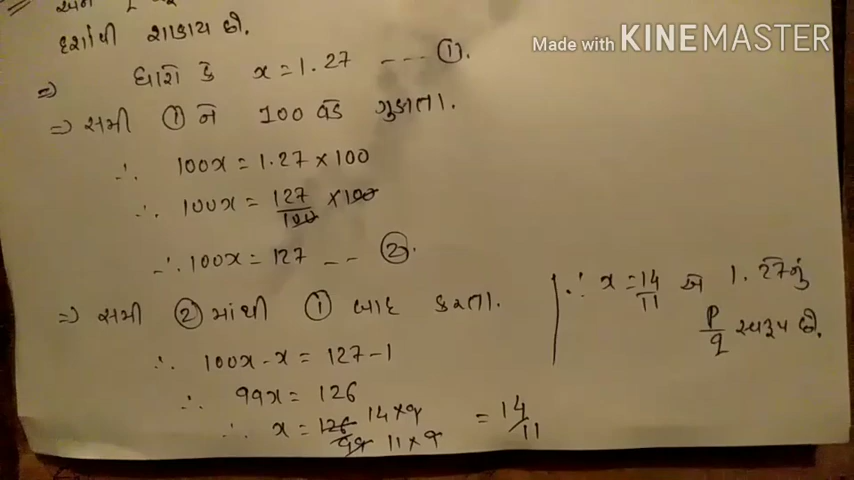 દશાંવી શકાય છે.
Made with KINEMASTER
⇒ ધારો કે x = 1.27 --- ①.
⇒ સમી ① ને 100 વડે ગુણતા.
∴ 100x = 1.27 × 100
∴ 100x = 127/100 × 100
∴ 100x = 127 -- ②.
⇒ સમી ② માંથી ① બાદ કરતા.
∴ 100x - x = 127 - 1
∴ 99x = 126
∴ x = 126/99 14×9/11×9 = 14/11
∴ x = 14/11 એ 1.27નું
p/q સ્વરૂપ છે.